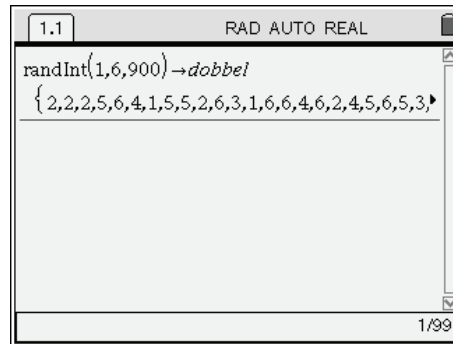 1.1 RAD AUTO REAL
randInt(1,6,900)→dobbel
{2,2,2,5,6,4,1,5,5,2,6,3,1,6,6,4,6,2,4,5,6,5,3,▸
1/99